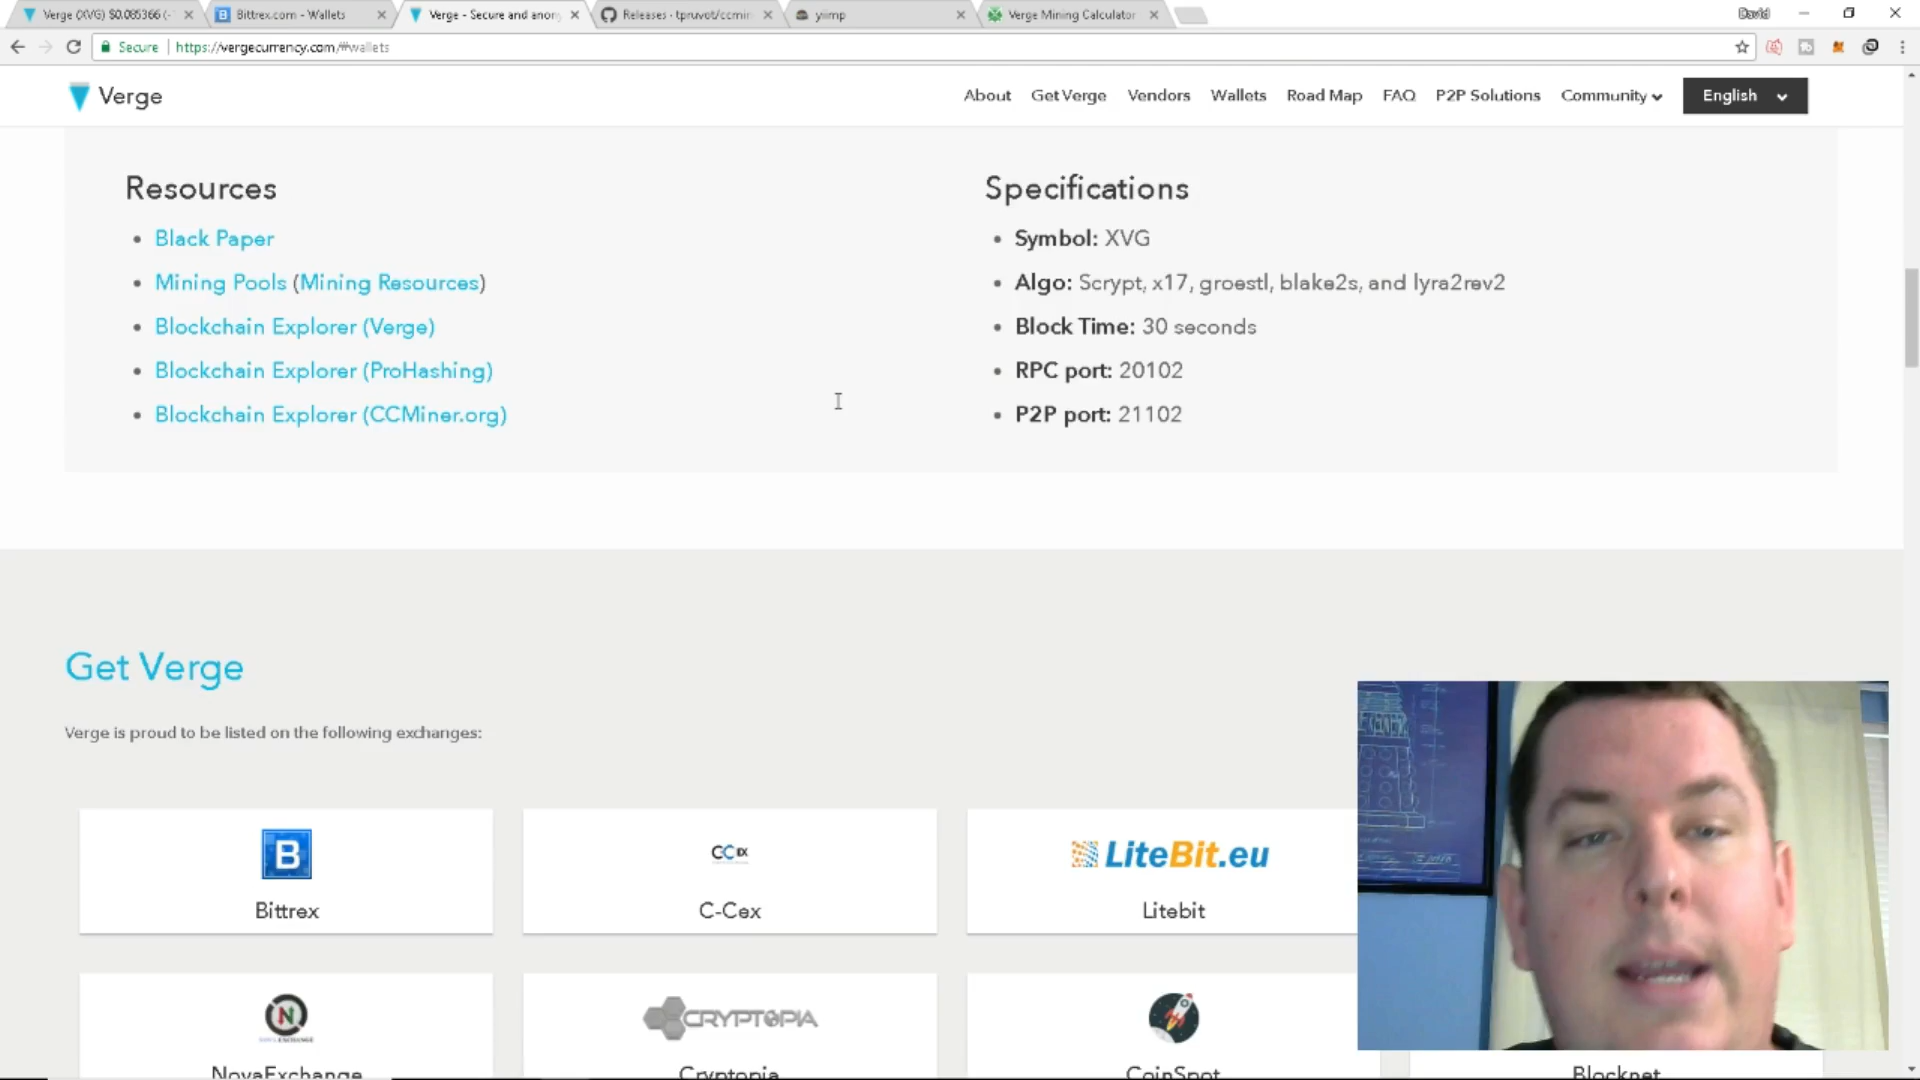 Verge (XVG) $0.085366 (-
Bittrex.com - Wallets
Verge - Secure and anon
Releases · tpruvot/ccmin
yiimp
Verge Mining Calculator
David
Secure
https://vergecurrency.com/#wallets
Verge
About
Get Verge
Vendors
Wallets
Road Map
FAQ
P2P Solutions
Community
English
Resources
Black Paper
Mining Pools (Mining Resources)
Blockchain Explorer (Verge)
Blockchain Explorer (ProHashing)
Blockchain Explorer (CCMiner.org)
Specifications
Symbol: XVG
Algo: Scrypt, x17, groestl, blake2s, and lyra2rev2
Block Time: 30 seconds
RPC port: 20102
P2P port: 21102
Get Verge
Verge is proud to be listed on the following exchanges:
B
Bittrex
C-Cex
LiteBit.eu
Litebit
N
NovaExchange
CRYPTOPIA
Cryptopia
CoinSpot
Blocknet